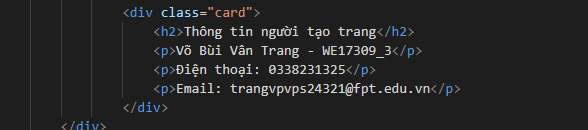 <div class="card">
<h2>Thông tin người tạo trang</h2>
<p>Võ Bùi Vân Trang - WE17309_3</p>
<p>Điện thoại: 0338231325</p>
<p>Email: trangvpvps24321@fpt.edu.vn</p>
</div>
</div>